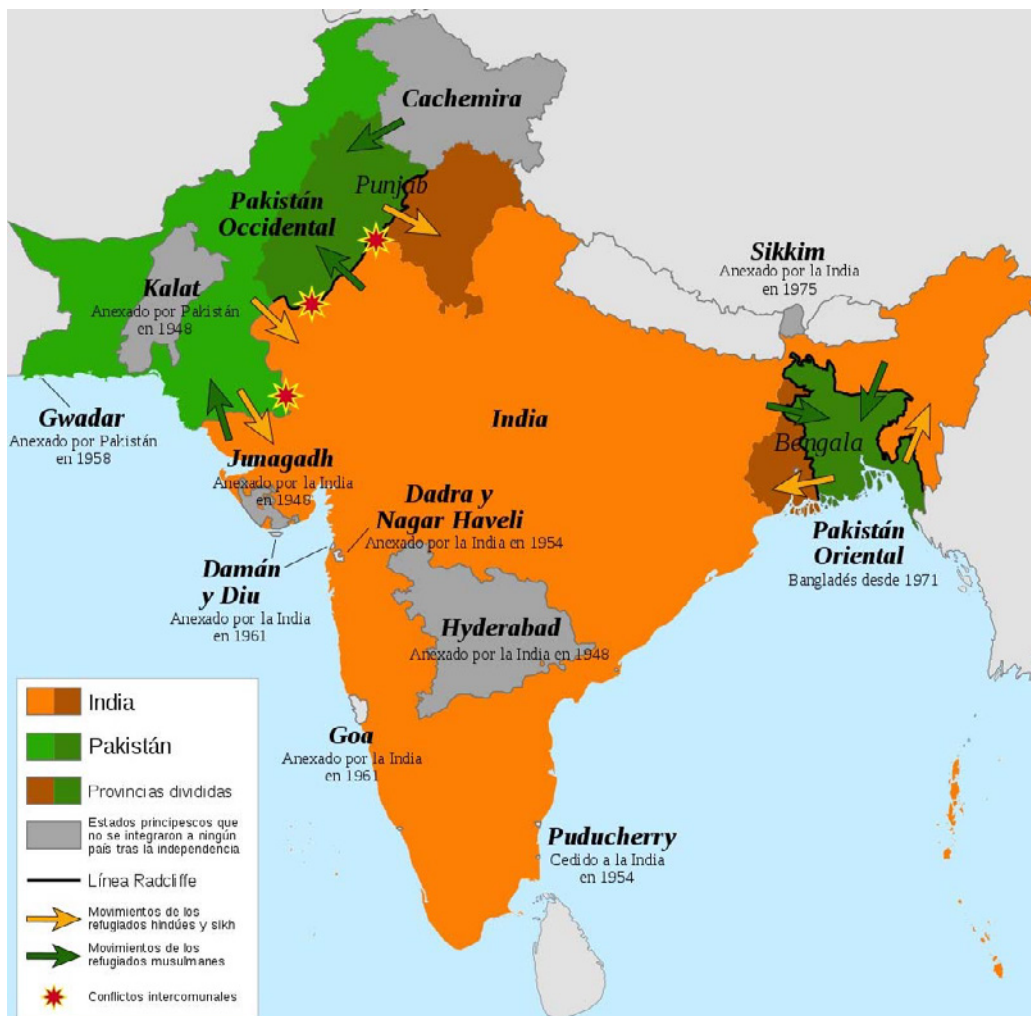 Cachemira
Punjab
Pakistán
Occidental
Sikkim
Anexado por la India
en 1975
Kalat
Anexado por Pakistán
en 1948
Gwadar
Anexado por Pakistán
en 1958
India
Bengala
Junagadh
Anexado por la India
en 1946
Dadra y
Nagar Haveli
Anexado por la India en 1954
Pakistán
Oriental
Bangladés desde 1971
Damán
y Diu
Anexado por la India
en 1961
Hyderabad
Anexado por la India en 1948
Goa
Anexado por la India
en 1961
Puducherry
Cedido a la India
en 1954
India
Pakistán
Provincias divididas
Estados principescos que
no se integraron a ningún
país tras la independencia
Línea Radcliffe
Movimientos de los
refugiados hindúes y sikh
Movimientos de los
refugiados musulmanes
Conflictos intercomunales